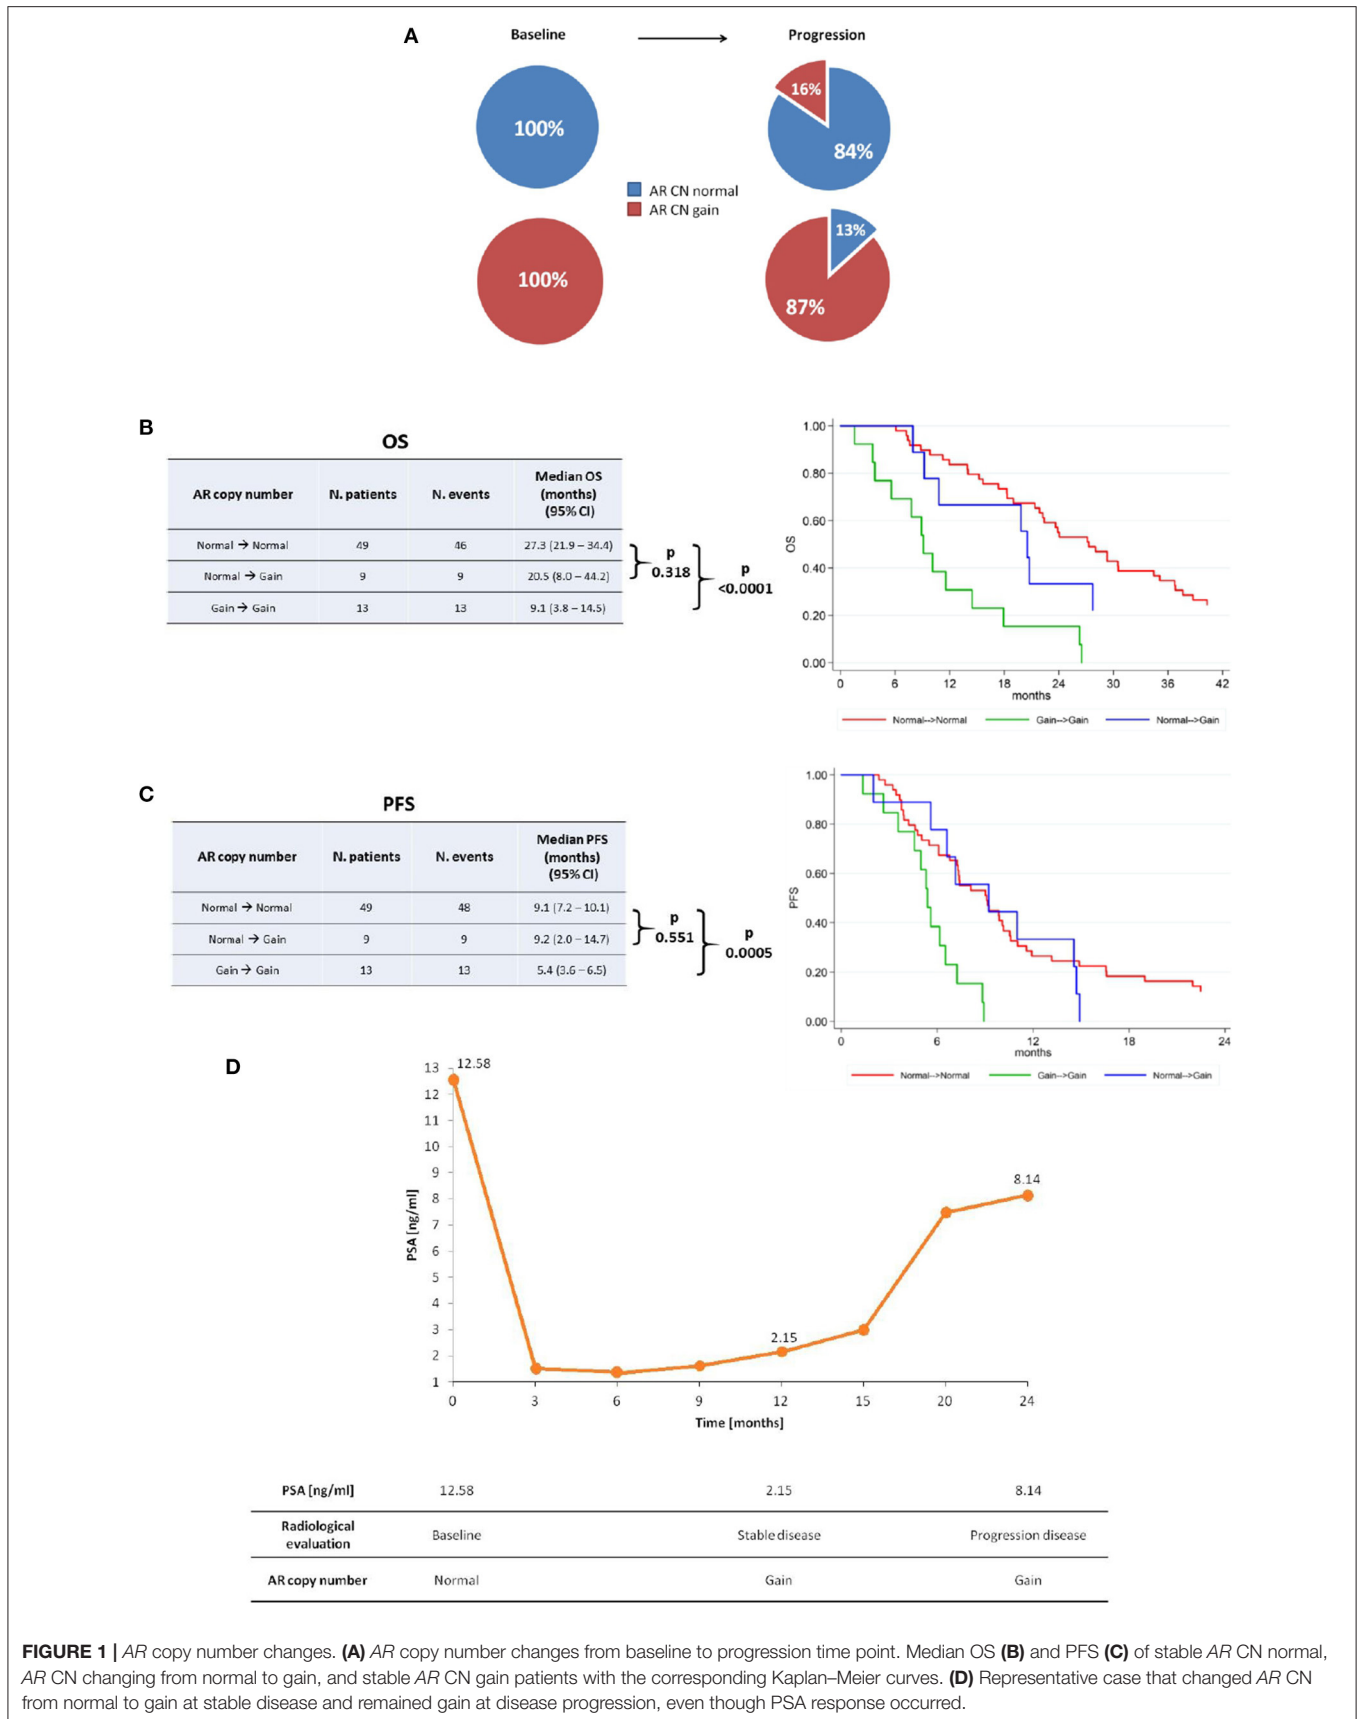 A
Baseline
Progression
100%
16%
84%
AR CN normal
AR CN gain
100%
13%
87%
B
OS
AR copy number N. patients N. events Median OS (months) (95% CI)
Normal → Normal 49 46 27.3 (21.9 – 34.4)
Normal → Gain 9 9 20.5 (8.0 – 44.2)
Gain → Gain 13 13 9.1 (3.8 – 14.5)
p
0.318
p
<0.0001
OS
1.00
0.80
0.60
0.40
0.20
0.00
0 6 12 18 24 30 36 42
months
Normal-->Normal Gain-->Gain Normal-->Gain
C
PFS
AR copy number N. patients N. events Median PFS (months) (95% CI)
Normal → Normal 49 48 9.1 (7.2 – 10.1)
Normal → Gain 9 9 9.2 (2.0 – 14.7)
Gain → Gain 13 13 5.4 (3.6 – 6.5)
p
0.551
p
0.0005
PFS
1.00
0.80
0.60
0.40
0.20
0.00
0 6 12 18 24
months
Normal-->Normal Gain-->Gain Normal-->Gain
D
PSA [ng/ml]
13
12
11
10
9
8
7
6
5
4
3
2
1
12.58
2.15
8.14
0 3 6 9 12 15 20 24
Time [months]
PSA [ng/ml] 12.58 2.15 8.14
Radiological evaluation Baseline Stable disease Progression disease
AR copy number Normal Gain Gain
FIGURE 1 | AR copy number changes. (A) AR copy number changes from baseline to progression time point. Median OS (B) and PFS (C) of stable AR CN normal,
AR CN changing from normal to gain, and stable AR CN gain patients with the corresponding Kaplan–Meier curves. (D) Representative case that changed AR CN
from normal to gain at stable disease and remained gain at disease progression, even though PSA response occurred.